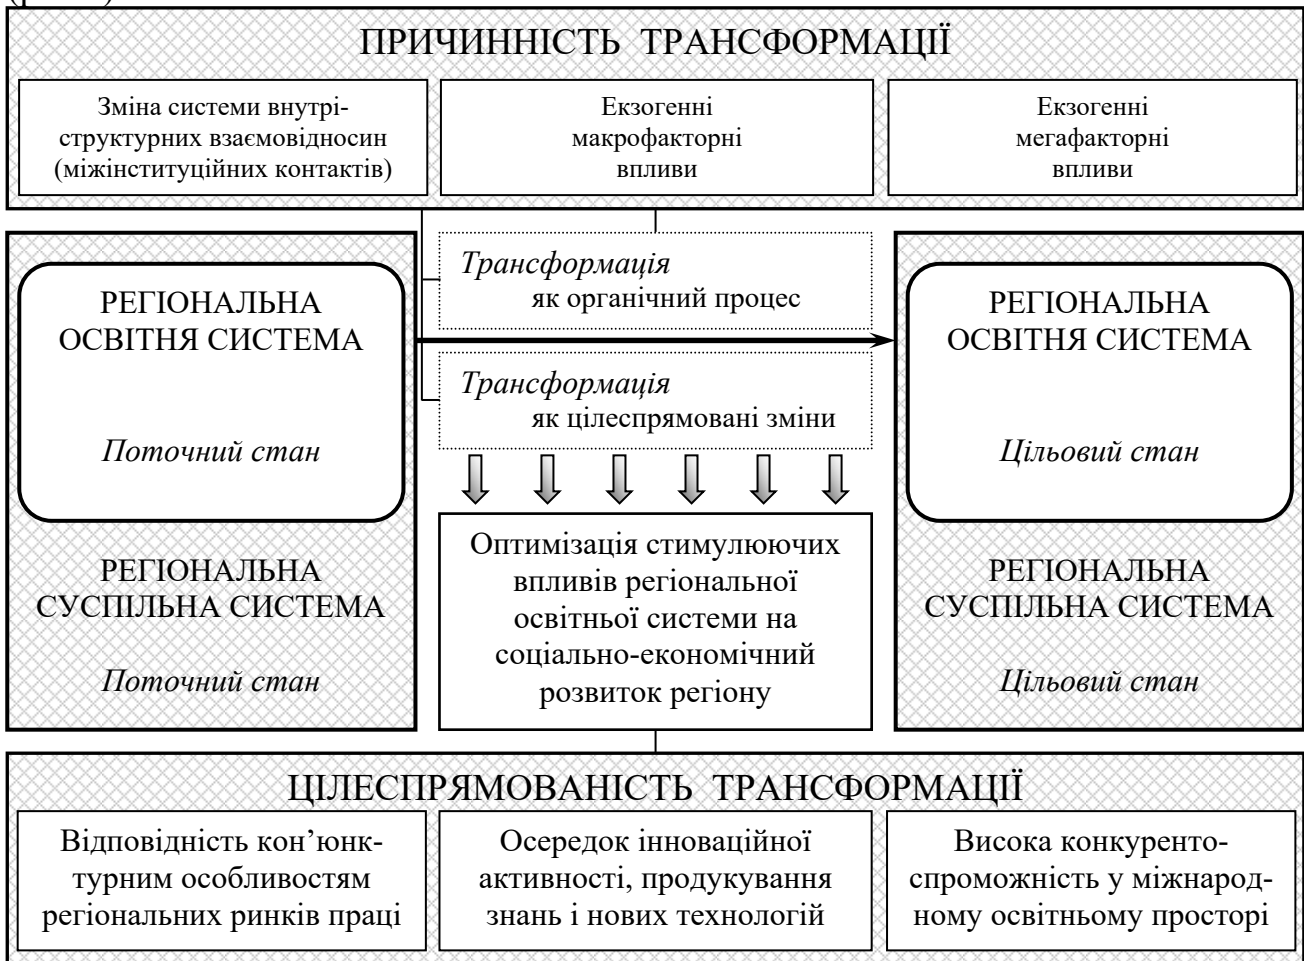 ПРИЧИННІСТЬ ТРАНСФОРМАЦІЇ
Зміна системи внутрі-
структурних взаємовідносин
(міжінституційних контактів)
Екзогенні
макрофакторні
впливи
Екзогенні
мегафакторні
впливи
РЕГІОНАЛЬНА
ОСВІТНЯ СИСТЕМА
Поточний стан
РЕГІОНАЛЬНА
СУСПІЛЬНА СИСТЕМА
Поточний стан
Трансформація
як органічний процес
Трансформація
як цілеспрямовані зміни
Оптимізація стимулюючих
впливів регіональної
освітньої системи на
соціально-економічний
розвиток регіону
РЕГІОНАЛЬНА
ОСВІТНЯ СИСТЕМА
Цільовий стан
РЕГІОНАЛЬНА
СУСПІЛЬНА СИСТЕМА
Цільовий стан
ЦІЛЕСПРЯМОВАНІСТЬ ТРАНСФОРМАЦІЇ
Відповідність кон’юнк-
турним особливостям
регіональних ринків праці
Осередок інноваційної
активності, продукування
знань і нових технологій
Висока конкуренто-
спроможність у міжнарод-
ному освітньому просторі